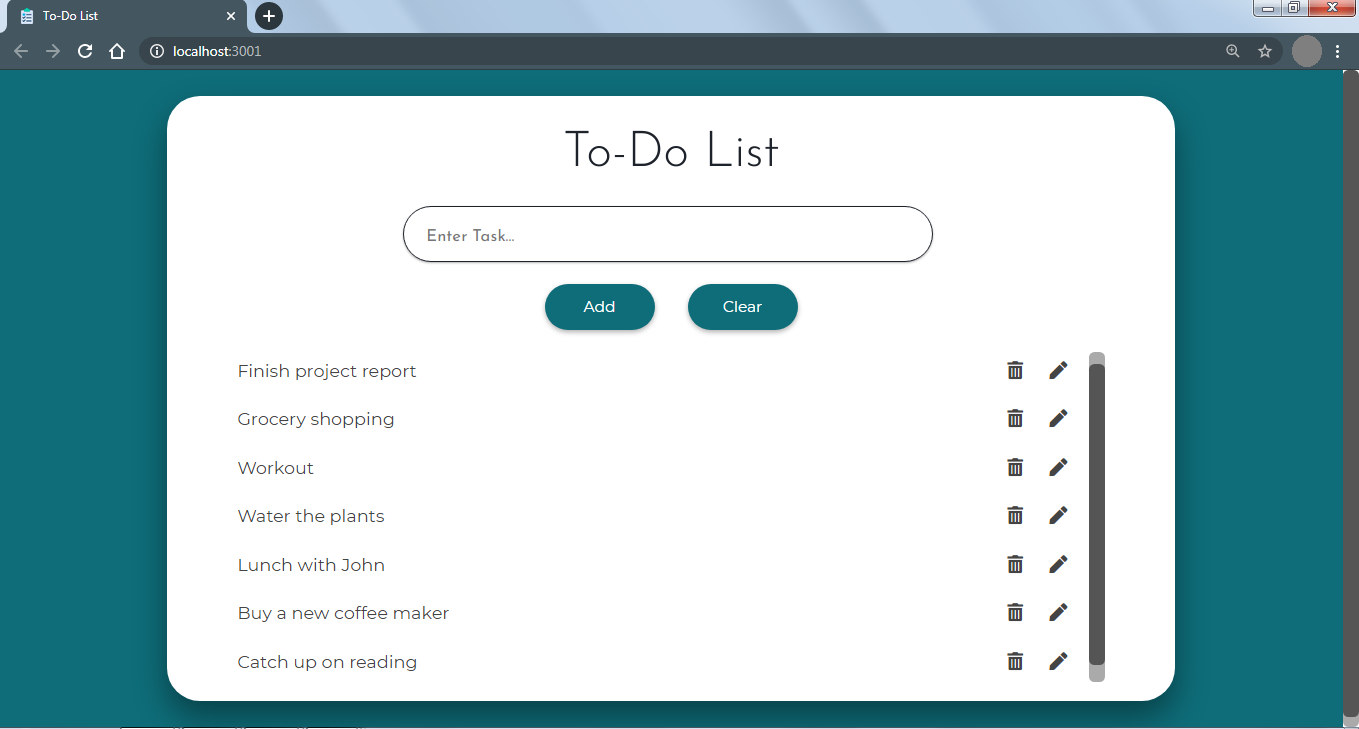 To-Do List
localhost:3001
To-Do List
Enter Task...
Add Clear
Finish project report
Grocery shopping
Workout
Water the plants
Lunch with John
Buy a new coffee maker
Catch up on reading